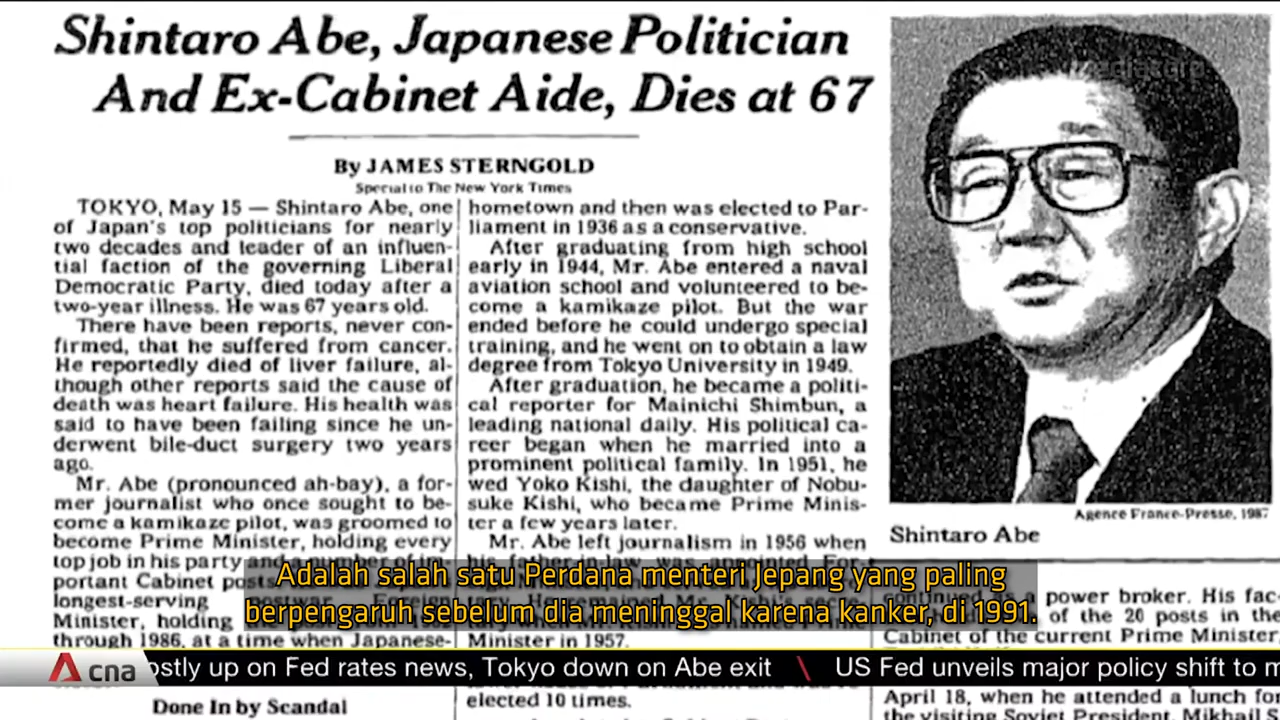 Shintaro Abe, Japanese Politician
And Ex-Cabinet Aide, Dies at 67
By JAMES STERNGOLD
Special to The New York Times
TOKYO, May 15 — Shintaro Abe, one
of Japan's top politicians for nearly
two decades and leader of an influen-
tial faction of the governing Liberal
Democratic Party, died today after a
two-year illness. He was 67 years old.
There have been reports, never con-
firmed, that he suffered from cancer.
He reportedly died of liver failure, al-
though other reports said the cause of
death was heart failure. His health was
said to have been failing since he un-
derwent bile-duct surgery two years
ago.
Mr. Abe (pronounced ah-bay), a for-
mer journalist who once sought to be-
come a kamikaze pilot, was groomed to
become Prime Minister, holding every
top job in his party and a number of im-
portant Cabinet posts
longest-serving postwar Foreign
Minister, holding
through 1986, at a time when Japanese-
Done In by Scandal
hometown and then was elected to Par-
liament in 1936 as a conservative.
After graduating from high school
early in 1944, Mr. Abe entered a naval
aviation school and volunteered to be-
come a kamikaze pilot. But the war
ended before he could undergo special
training, and he went on to obtain a law
degree from Tokyo University in 1949.
After graduation, he became a politi-
cal reporter for Mainichi Shimbun, a
leading national daily. His political ca-
reer began when he married into a
prominent political family. In 1951, he
wed Yoko Kishi, the daughter of Nobu-
suke Kishi, who became Prime Minis-
ter a few years later.
Mr. Abe left journalism in 1956 when
his father-in-law was appointed For-
Minister in 1957.
elected 10 times.
mediacorp
Agence France-Presse, 1987
Shintaro Abe
continued as a power broker. His fac-
of the 20 posts in the
Cabinet of the current Prime Minister,
April 18, when he attended a lunch for
the visiting Soviet President, Mikhail S.
Adalah salah satu Perdana menteri Jepang yang paling
berpengaruh sebelum dia meninggal karena kanker, di 1991.
cna ostly up on Fed rates news, Tokyo down on Abe exit \ US Fed unveils major policy shift to m